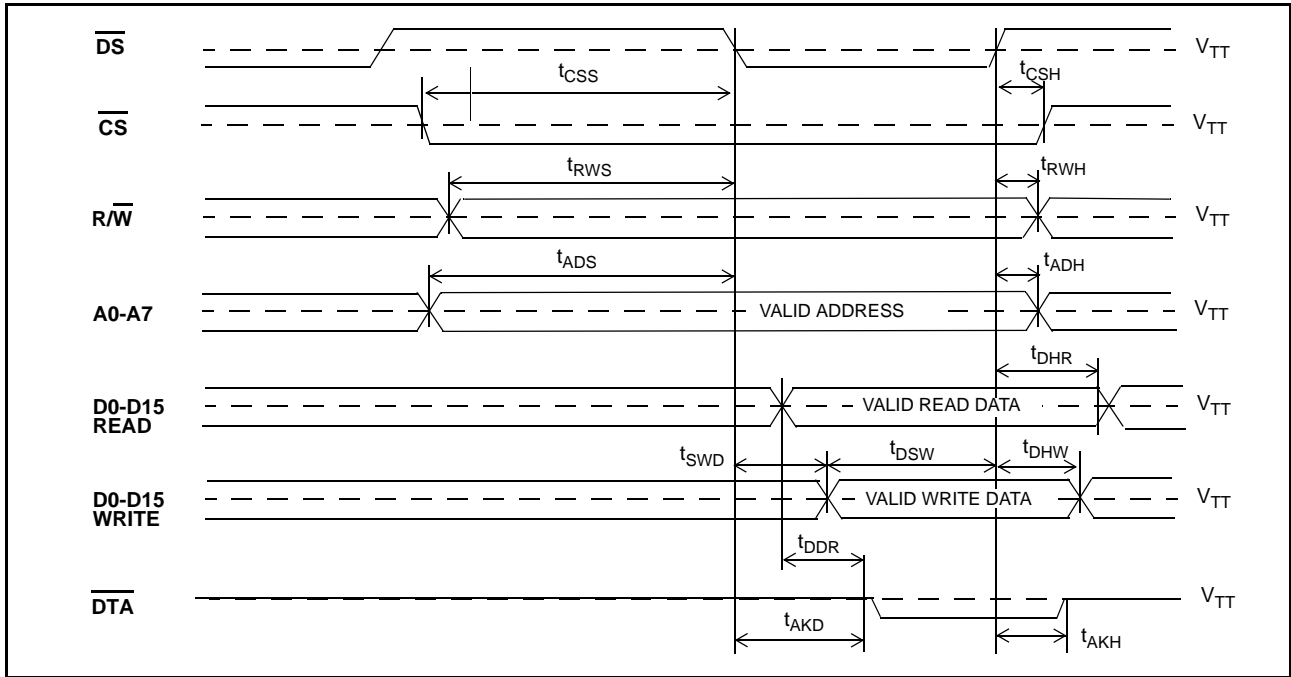 DS VTT
tCSS tCSH
CS VTT
tRWS tRWH
R/W VTT
tADS tADH
A0-A7 VALID ADDRESS VTT
tDHR
D0-D15 READ VALID READ DATA VTT
tSWD tDSW tDHW
D0-D15 WRITE VALID WRITE DATA VTT
tDDR
DTA VTT
tAKD tAKH